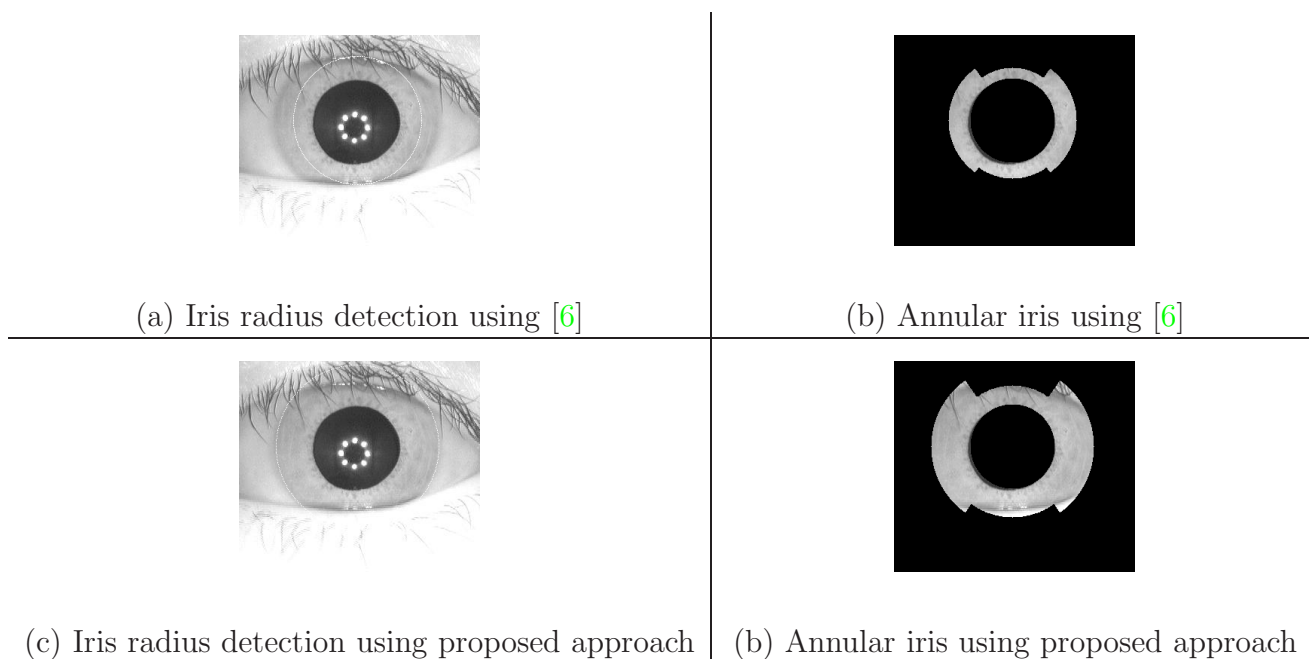 (a) Iris radius detection using [6]
(b) Annular iris using [6]
(c) Iris radius detection using proposed approach
(b) Annular iris using proposed approach